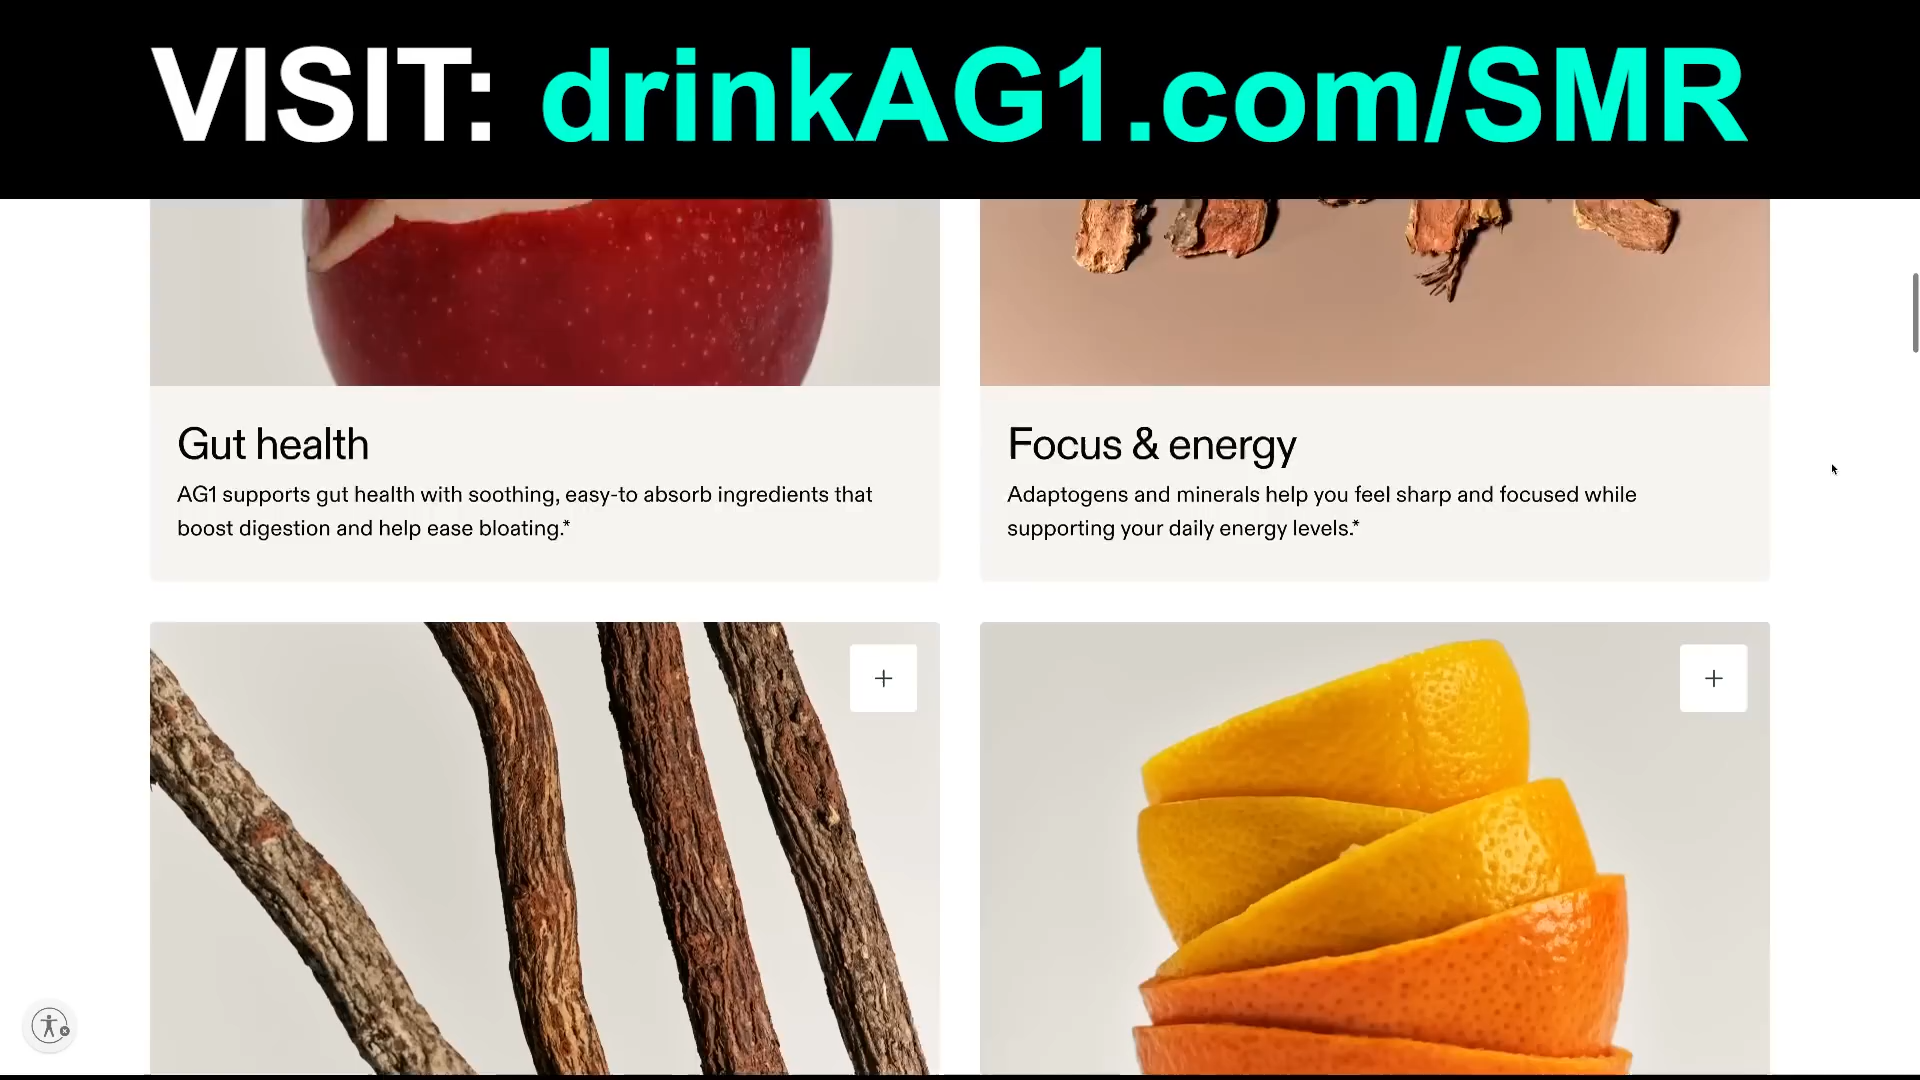 VISIT: drinkAG1.com/SMR
Gut health
AG1 supports gut health with soothing, easy-to absorb ingredients that
boost digestion and help ease bloating.*
Focus & energy
Adaptogens and minerals help you feel sharp and focused while
supporting your daily energy levels.*